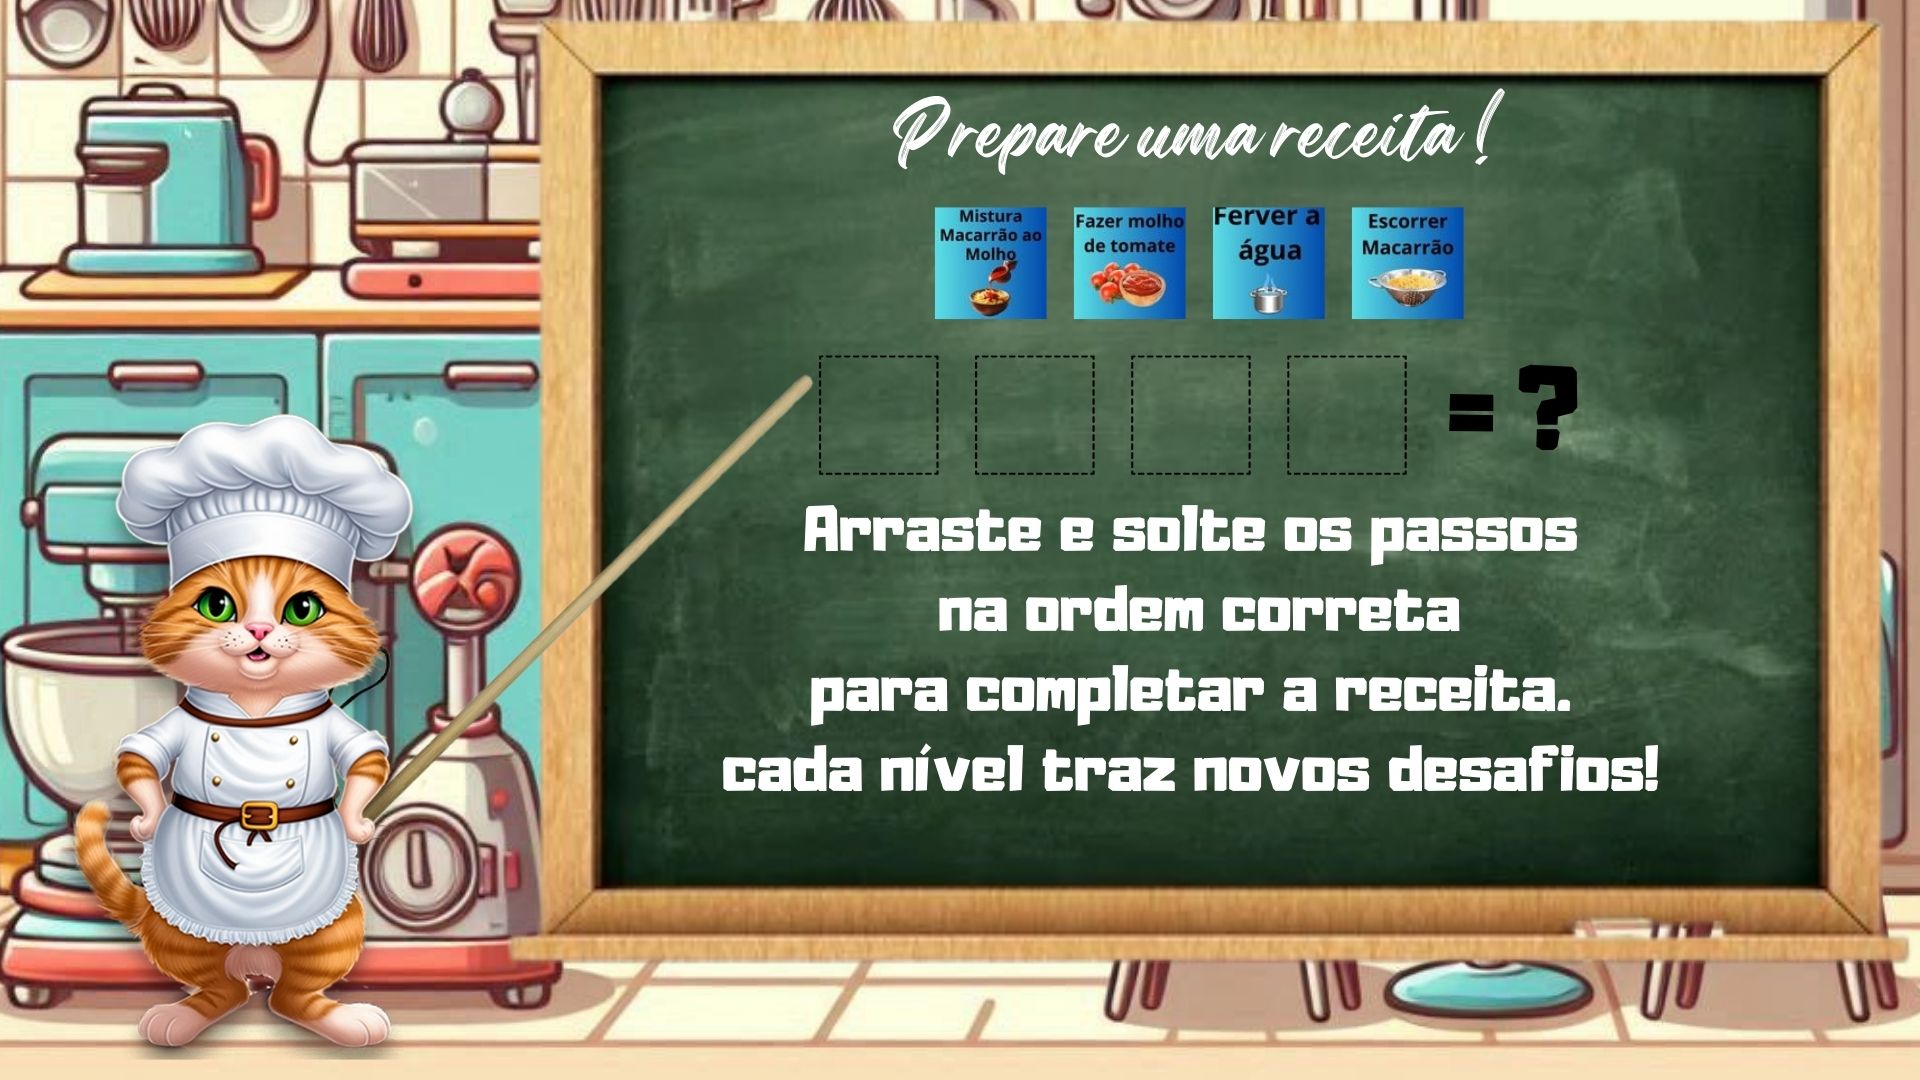 Prepare uma receita!
Mistura
Macarrão ao
Molho
Fazer molho
de tomate
Ferver a
água
Escorrer
Macarrão
= ?
Arraste e solte os passos
na ordem correta
para completar a receita.
cada nível traz novos desafios!